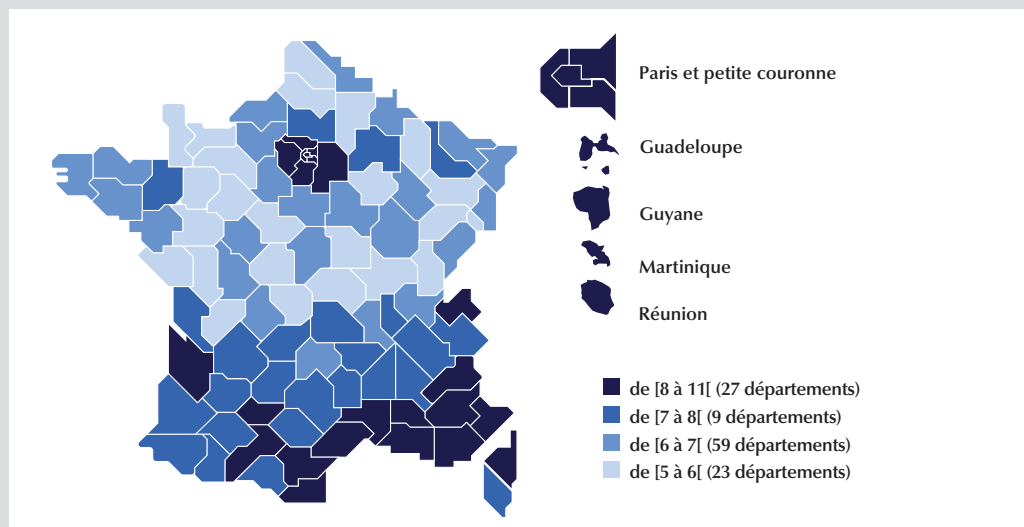 Paris et petite couronne
Guadeloupe
Guyane
Martinique
Réunion
de [8 à 11[ (27 départements)
de [7 à 8[ (9 départements)
de [6 à 7[ (59 départements)
de [5 à 6[ (23 départements)